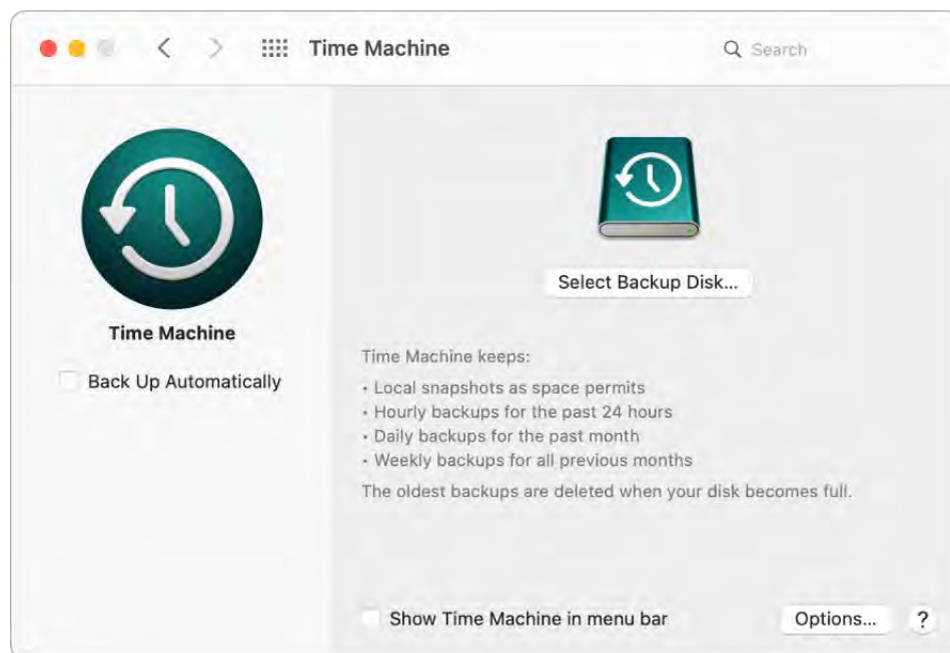 Time Machine
Search
Time Machine
Back Up Automatically
Select Backup Disk...
Time Machine keeps:
• Local snapshots as space permits
• Hourly backups for the past 24 hours
• Daily backups for the past month
• Weekly backups for all previous months
The oldest backups are deleted when your disk becomes full.
Show Time Machine in menu bar
Options...
?